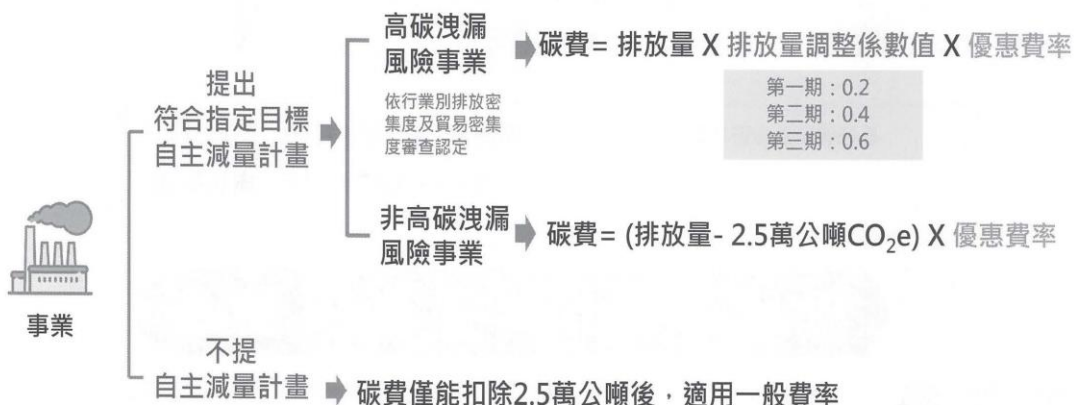 高碳洩漏
風險事業
依行業別排放密
集度及貿易密集
度審查認定
碳費= 排放量 X 排放量調整係數值 X 優惠費率
第一期：0.2
第二期：0.4
第三期：0.6
提出
符合指定目標
自主減量計畫
非高碳洩漏
風險事業
碳費= (排放量- 2.5萬公噸CO₂e) X 優惠費率
事業
不提
自主減量計畫
碳費僅能扣除2.5萬公噸後，適用一般費率